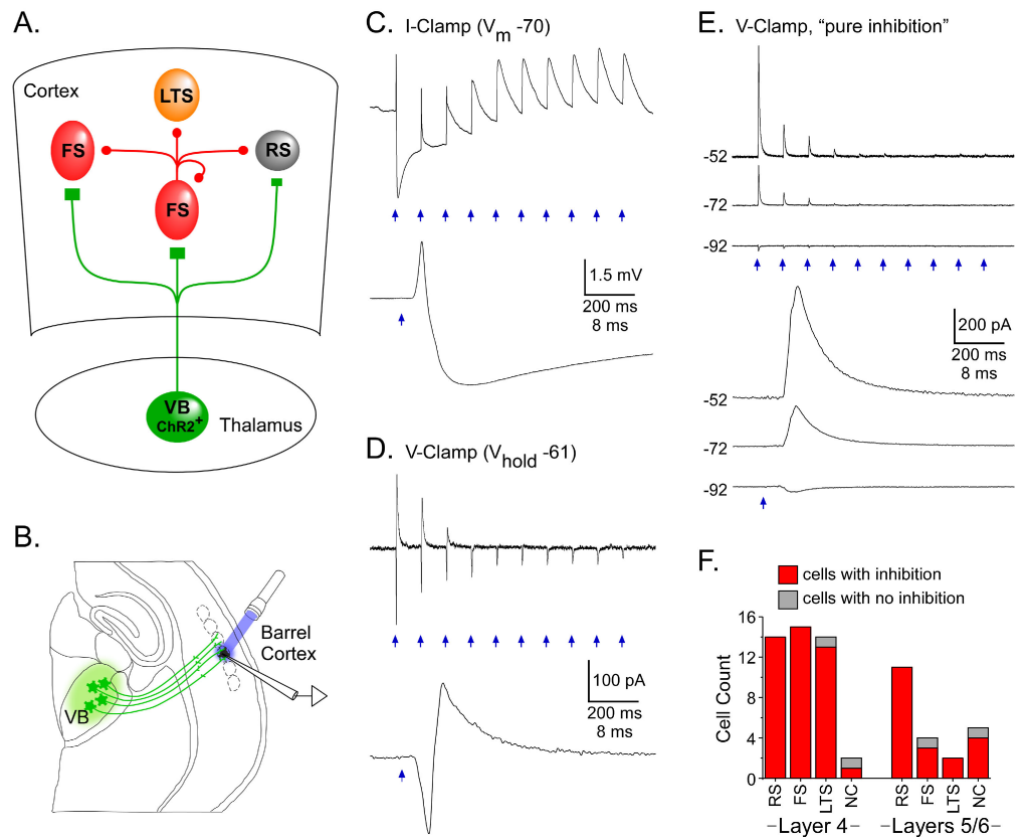 A.
Cortex
LTS
FS
RS
FS
VB
ChR2+
Thalamus
B.
Barrel
Cortex
VB
C.
I-Clamp (Vm -70)
1.5 mV
200 ms
8 ms
D.
V-Clamp (Vhold -61)
100 pA
200 ms
8 ms
E.
V-Clamp, “pure inhibition”
-52
-72
-92
200 pA
200 ms
8 ms
-52
-72
-92
F.
cells with inhibition
cells with no inhibition
Cell Count
16
12
8
4
0
RS
FS
LTS
NC
RS
FS
LTS
NC
-Layer 4-
-Layers 5/6-